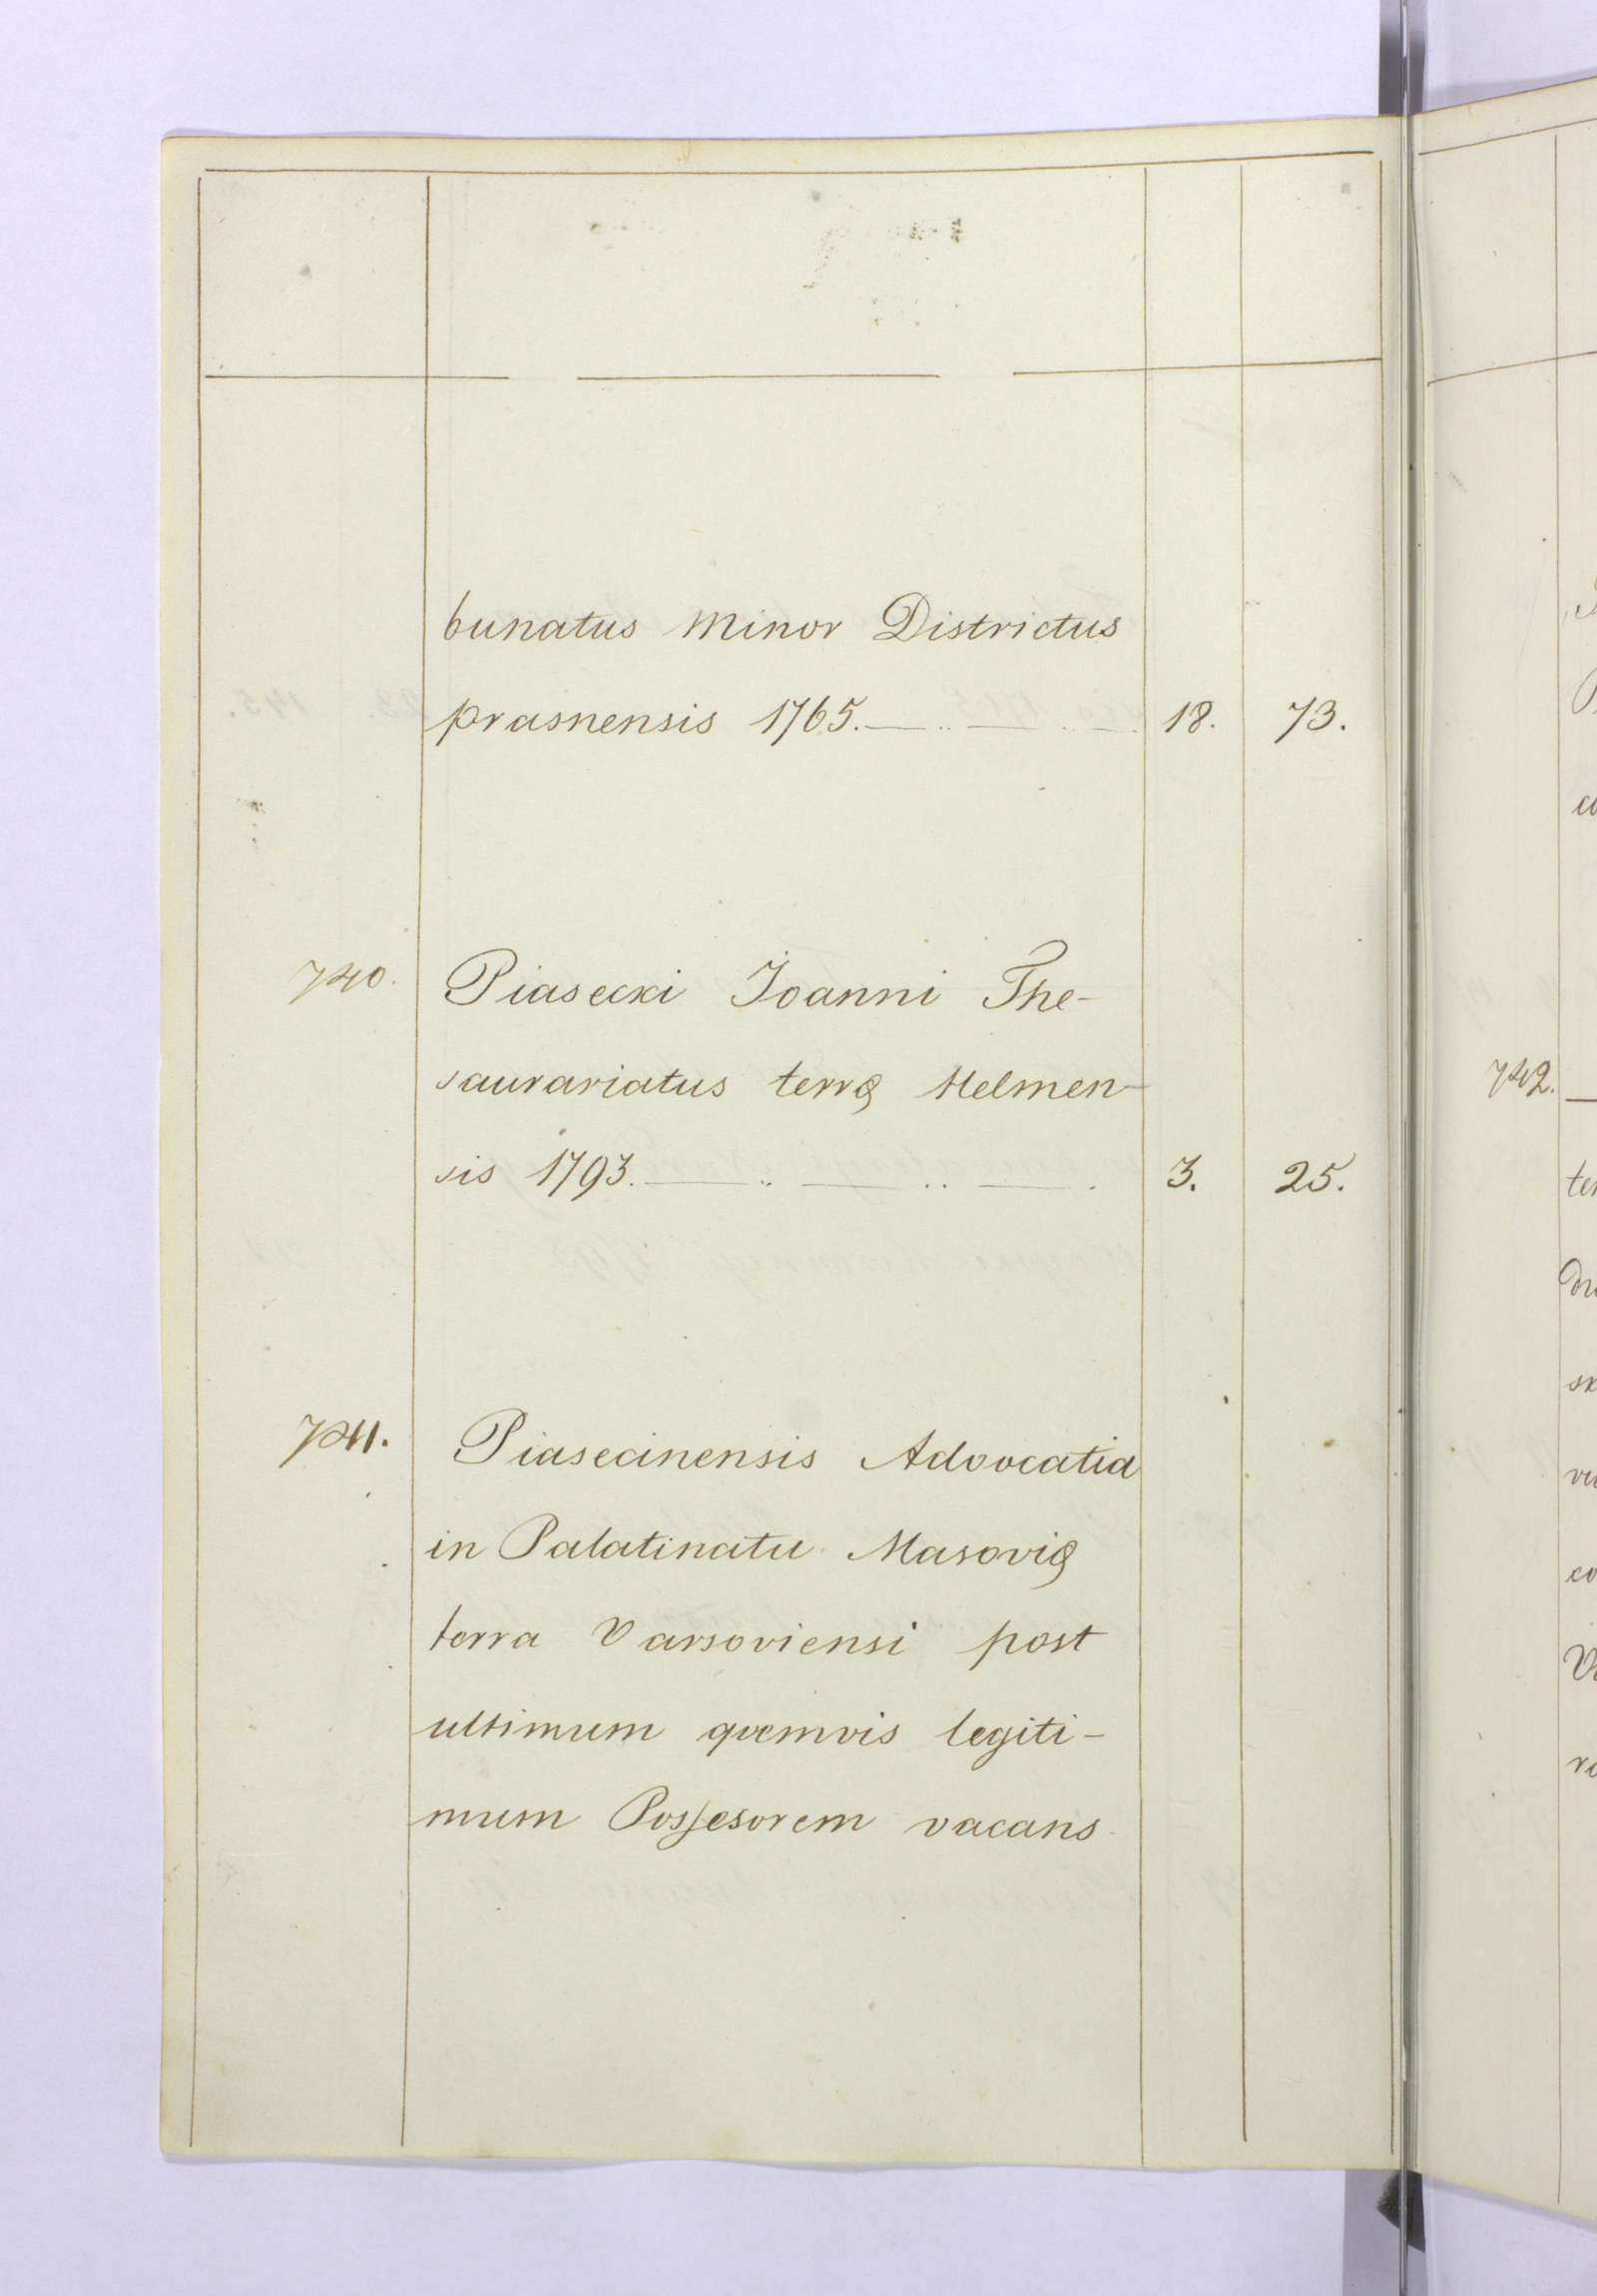 bunatus Minor Districtus
prasnensis 1765. 18. 73.
740. Piasecki Joanni The-
saurariatus terrę Helmen-
sis 1793. 3. 25.
741. Piasecinensis Advocatia
in Palatinatu Masovię
terra Varsoviensi post
ultimum quemvis legiti-
mum Possesorem vacans
742.